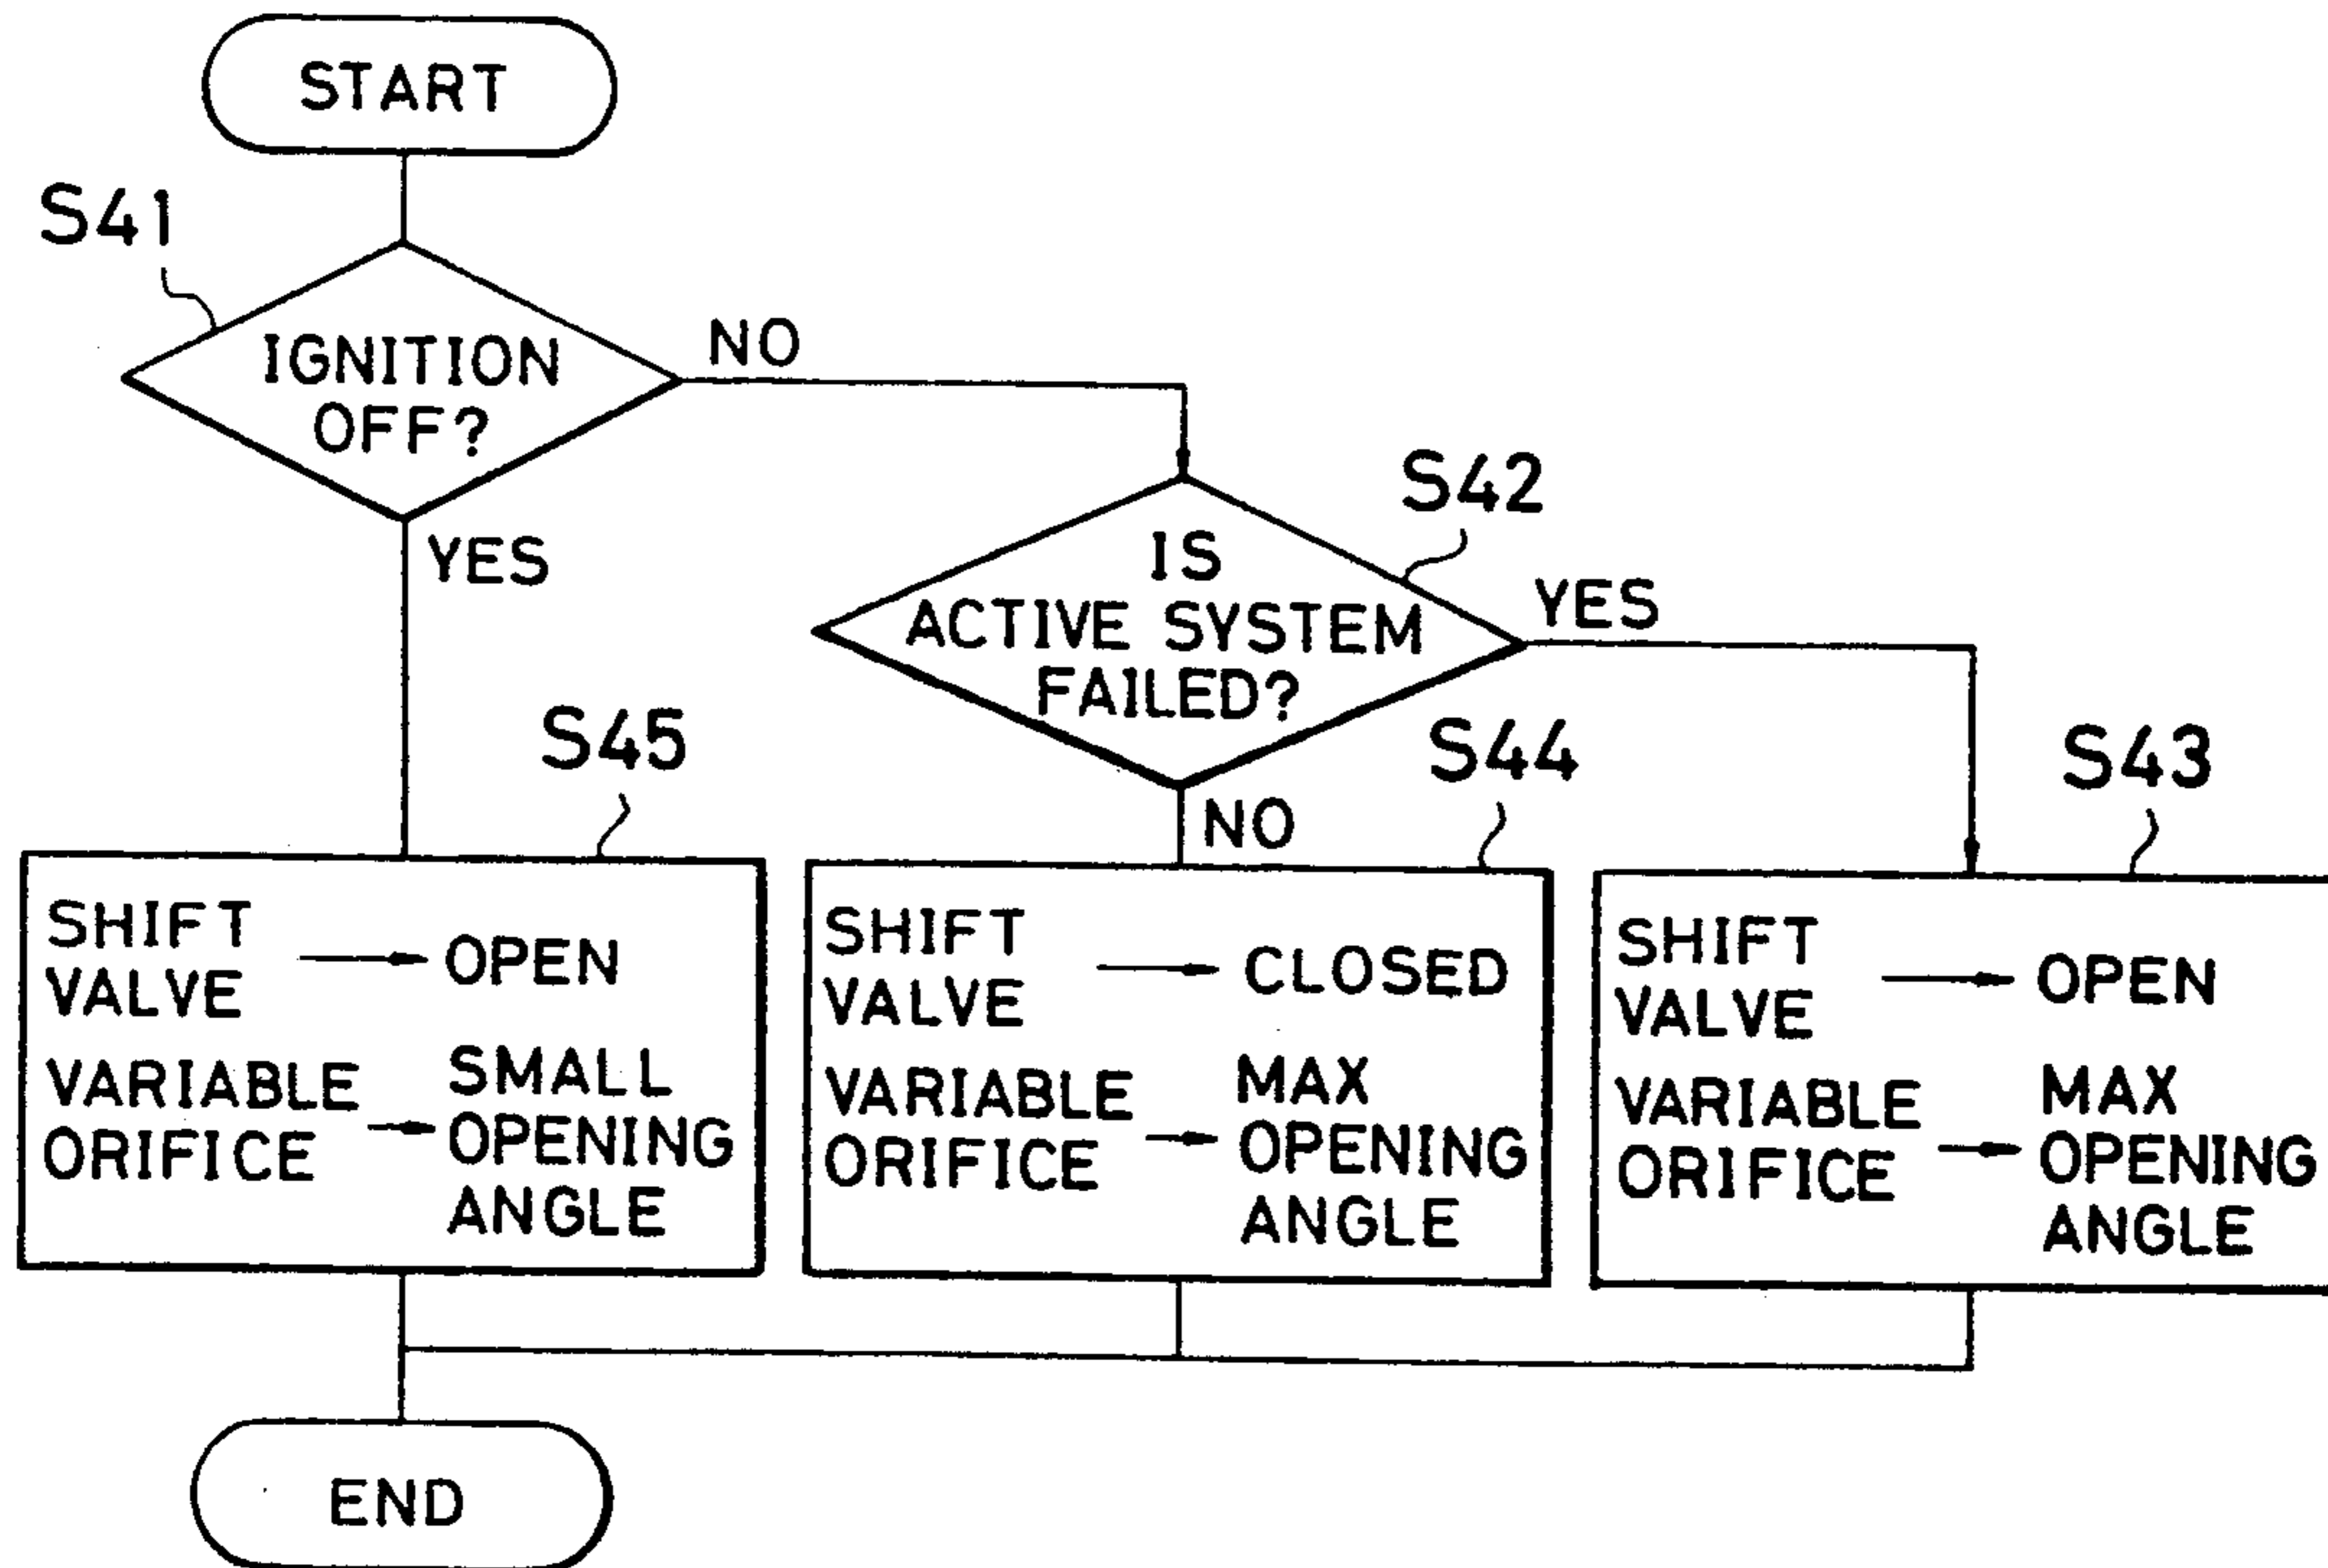 START
S41
IGNITION
OFF?
NO
YES
S42
IS
ACTIVE SYSTEM
FAILED?
YES
NO
S45
SHIFT
VALVE
OPEN
VARIABLE
ORIFICE
SMALL
OPENING
ANGLE
S44
SHIFT
VALVE
CLOSED
VARIABLE
ORIFICE
MAX
OPENING
ANGLE
S43
SHIFT
VALVE
OPEN
VARIABLE
ORIFICE
MAX
OPENING
ANGLE
END